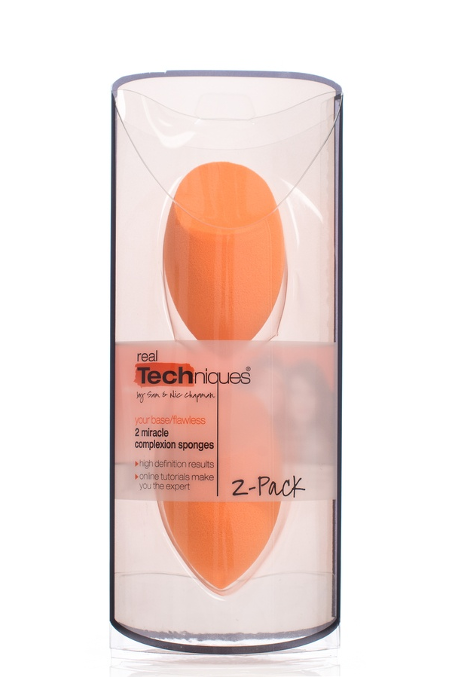 real
Techniques®
by Sam & Nic Chapman
your base/flawless
2 miracle
complexion sponges
high definition results
online tutorials make
you the expert
2-Pack